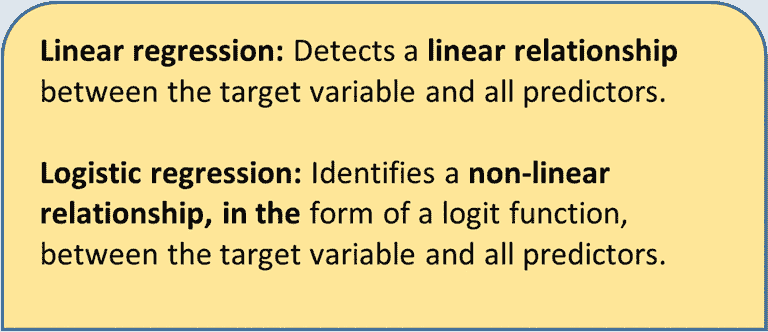 Linear regression: Detects a linear relationship
between the target variable and all predictors.
Logistic regression: Identifies a non-linear
relationship, in the form of a logit function,
between the target variable and all predictors.